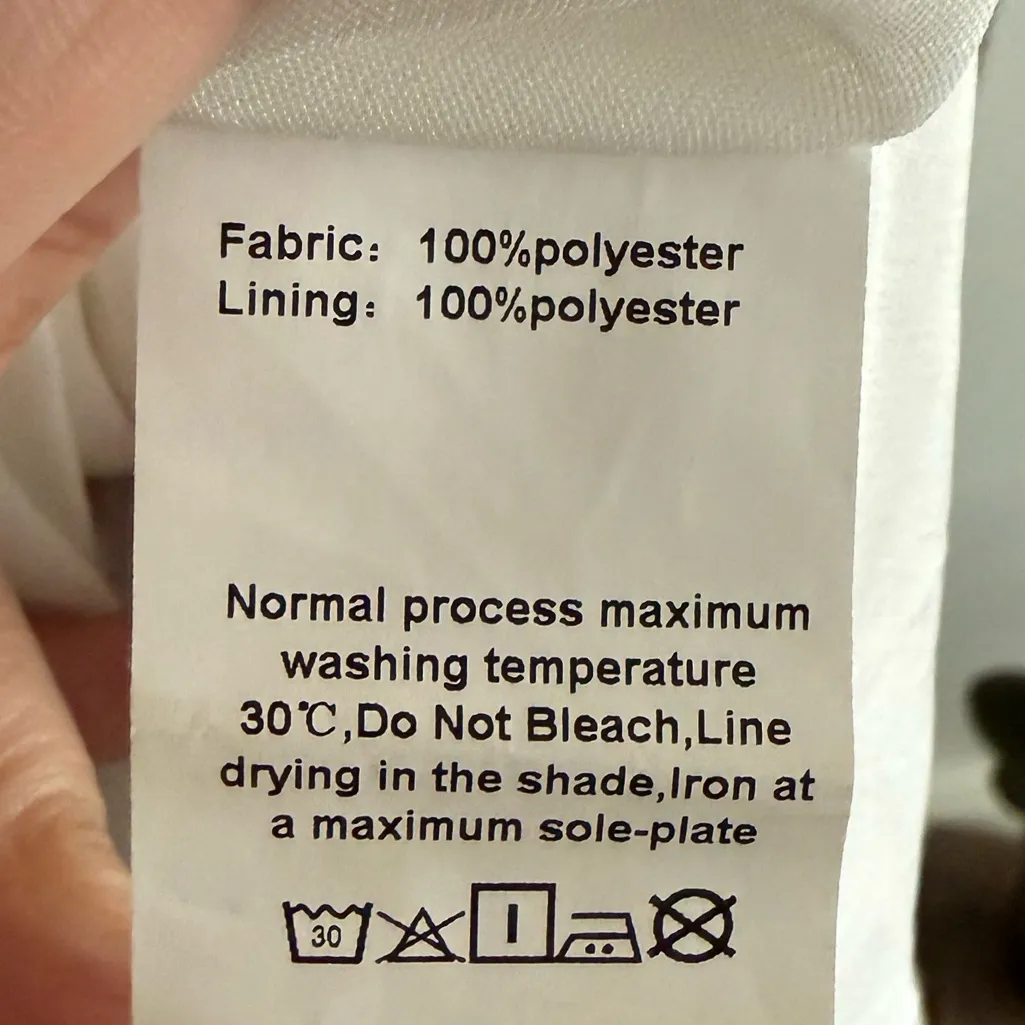 Fabric： 100%polyester
Lining： 100%polyester
Normal process maximum
washing temperature
30℃,Do Not Bleach,Line
drying in the shade,Iron at
a maximum sole-plate
30